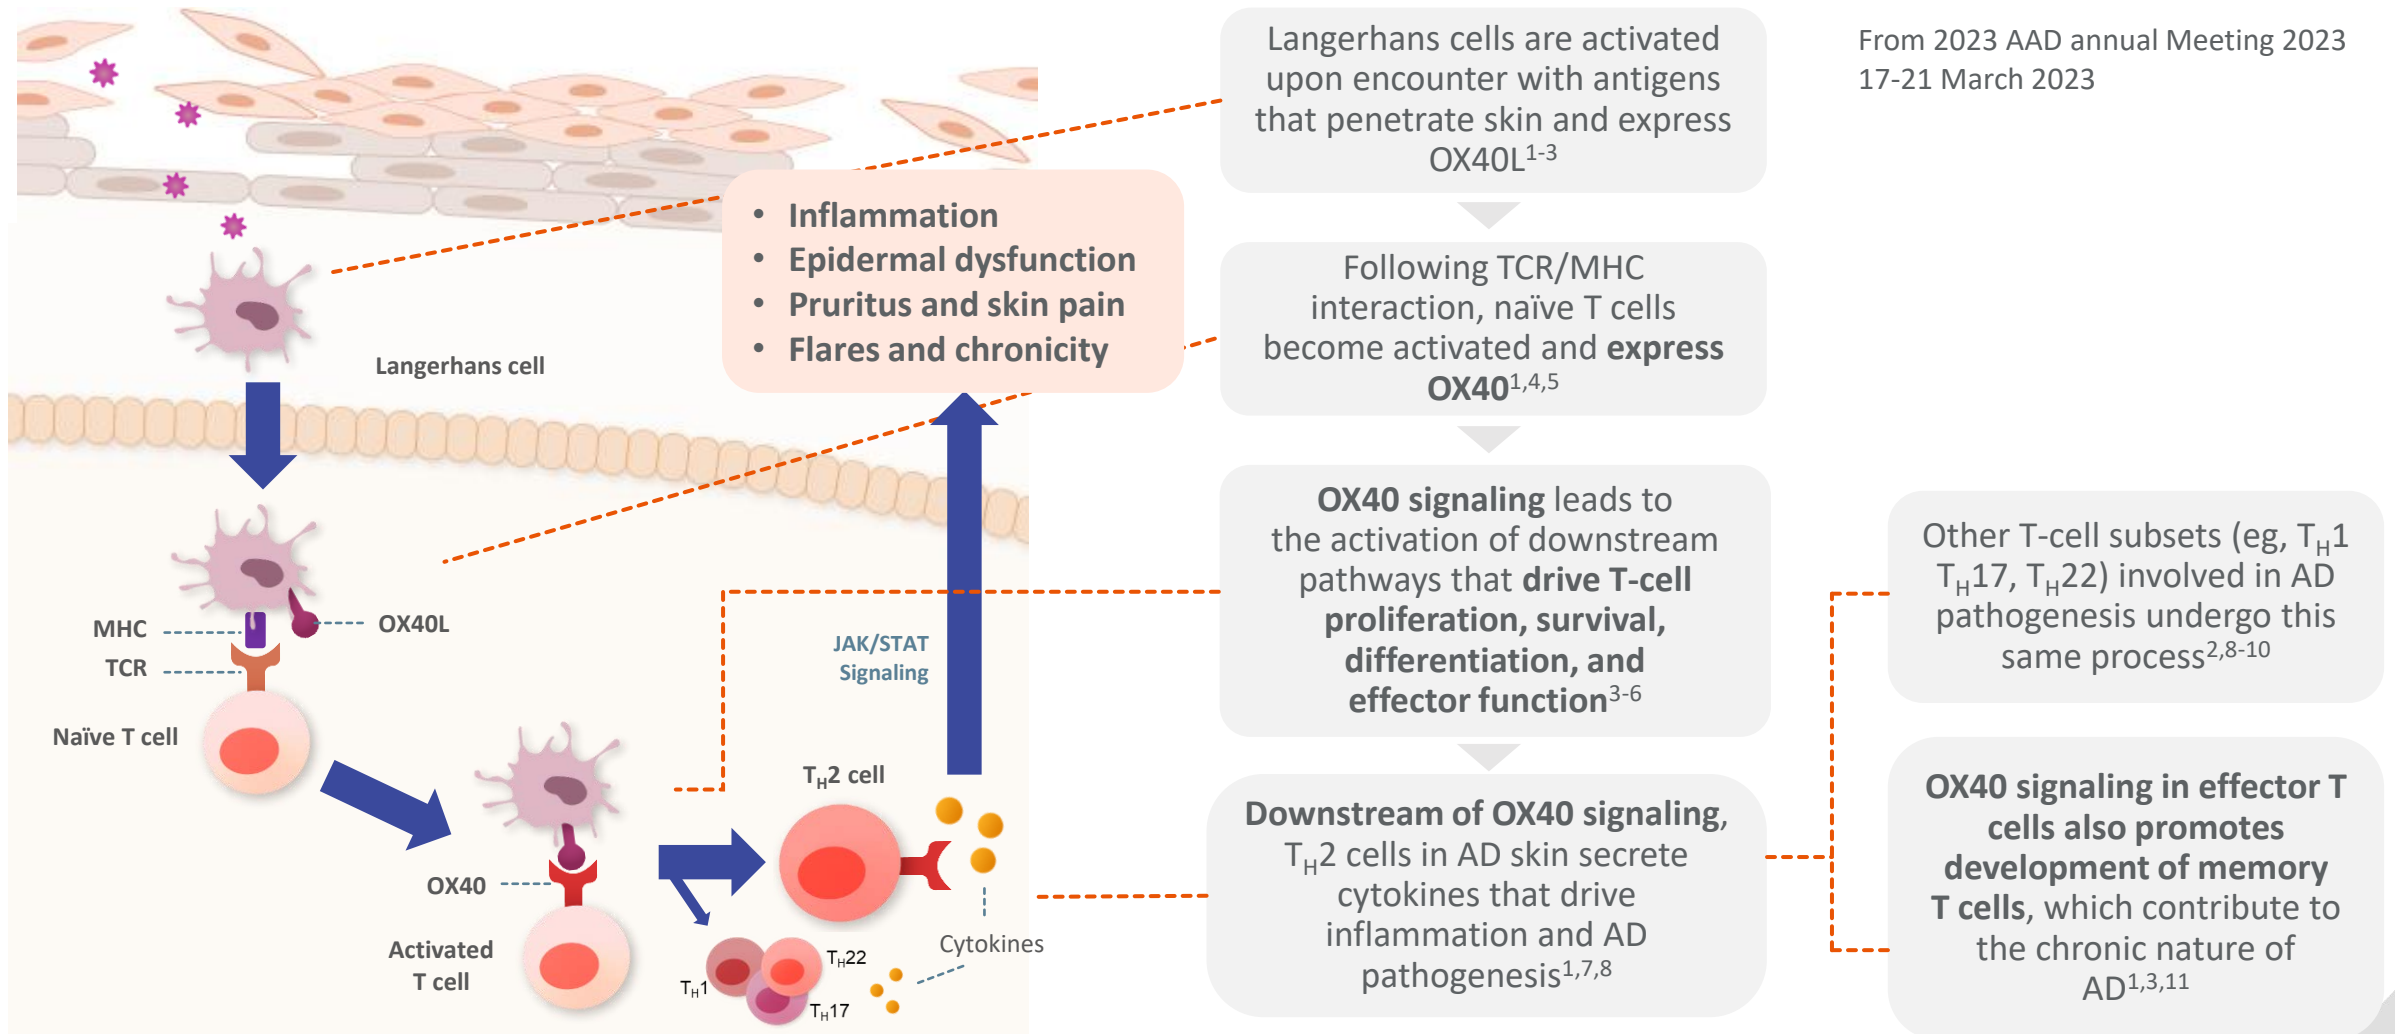 Langerhans cells are activated
upon encounter with antigens
that penetrate skin and express
OX40L1-3
From 2023 AAD annual Meeting 2023
17-21 March 2023
• Inflammation
• Epidermal dysfunction
• Pruritus and skin pain
• Flares and chronicity
Following TCR/MHC
interaction, naïve T cells
become activated and express
OX401,4,5
Langerhans cell
OX40 signaling leads to
the activation of downstream
pathways that drive T-cell
proliferation, survival,
differentiation, and
effector function3-6
Other T-cell subsets (eg, TH1
TH17, TH22) involved in AD
pathogenesis undergo this
same process2,8-10
MHC
OX40L
TCR
JAK/STAT
Signaling
Naïve T cell
TH2 cell
Downstream of OX40 signaling,
TH2 cells in AD skin secrete
cytokines that drive
inflammation and AD
pathogenesis1,7,8
OX40 signaling in effector T
cells also promotes
development of memory
T cells, which contribute to
the chronic nature of
AD1,3,11
OX40
Activated
T cell
Cytokines
TH22
TH1
TH17